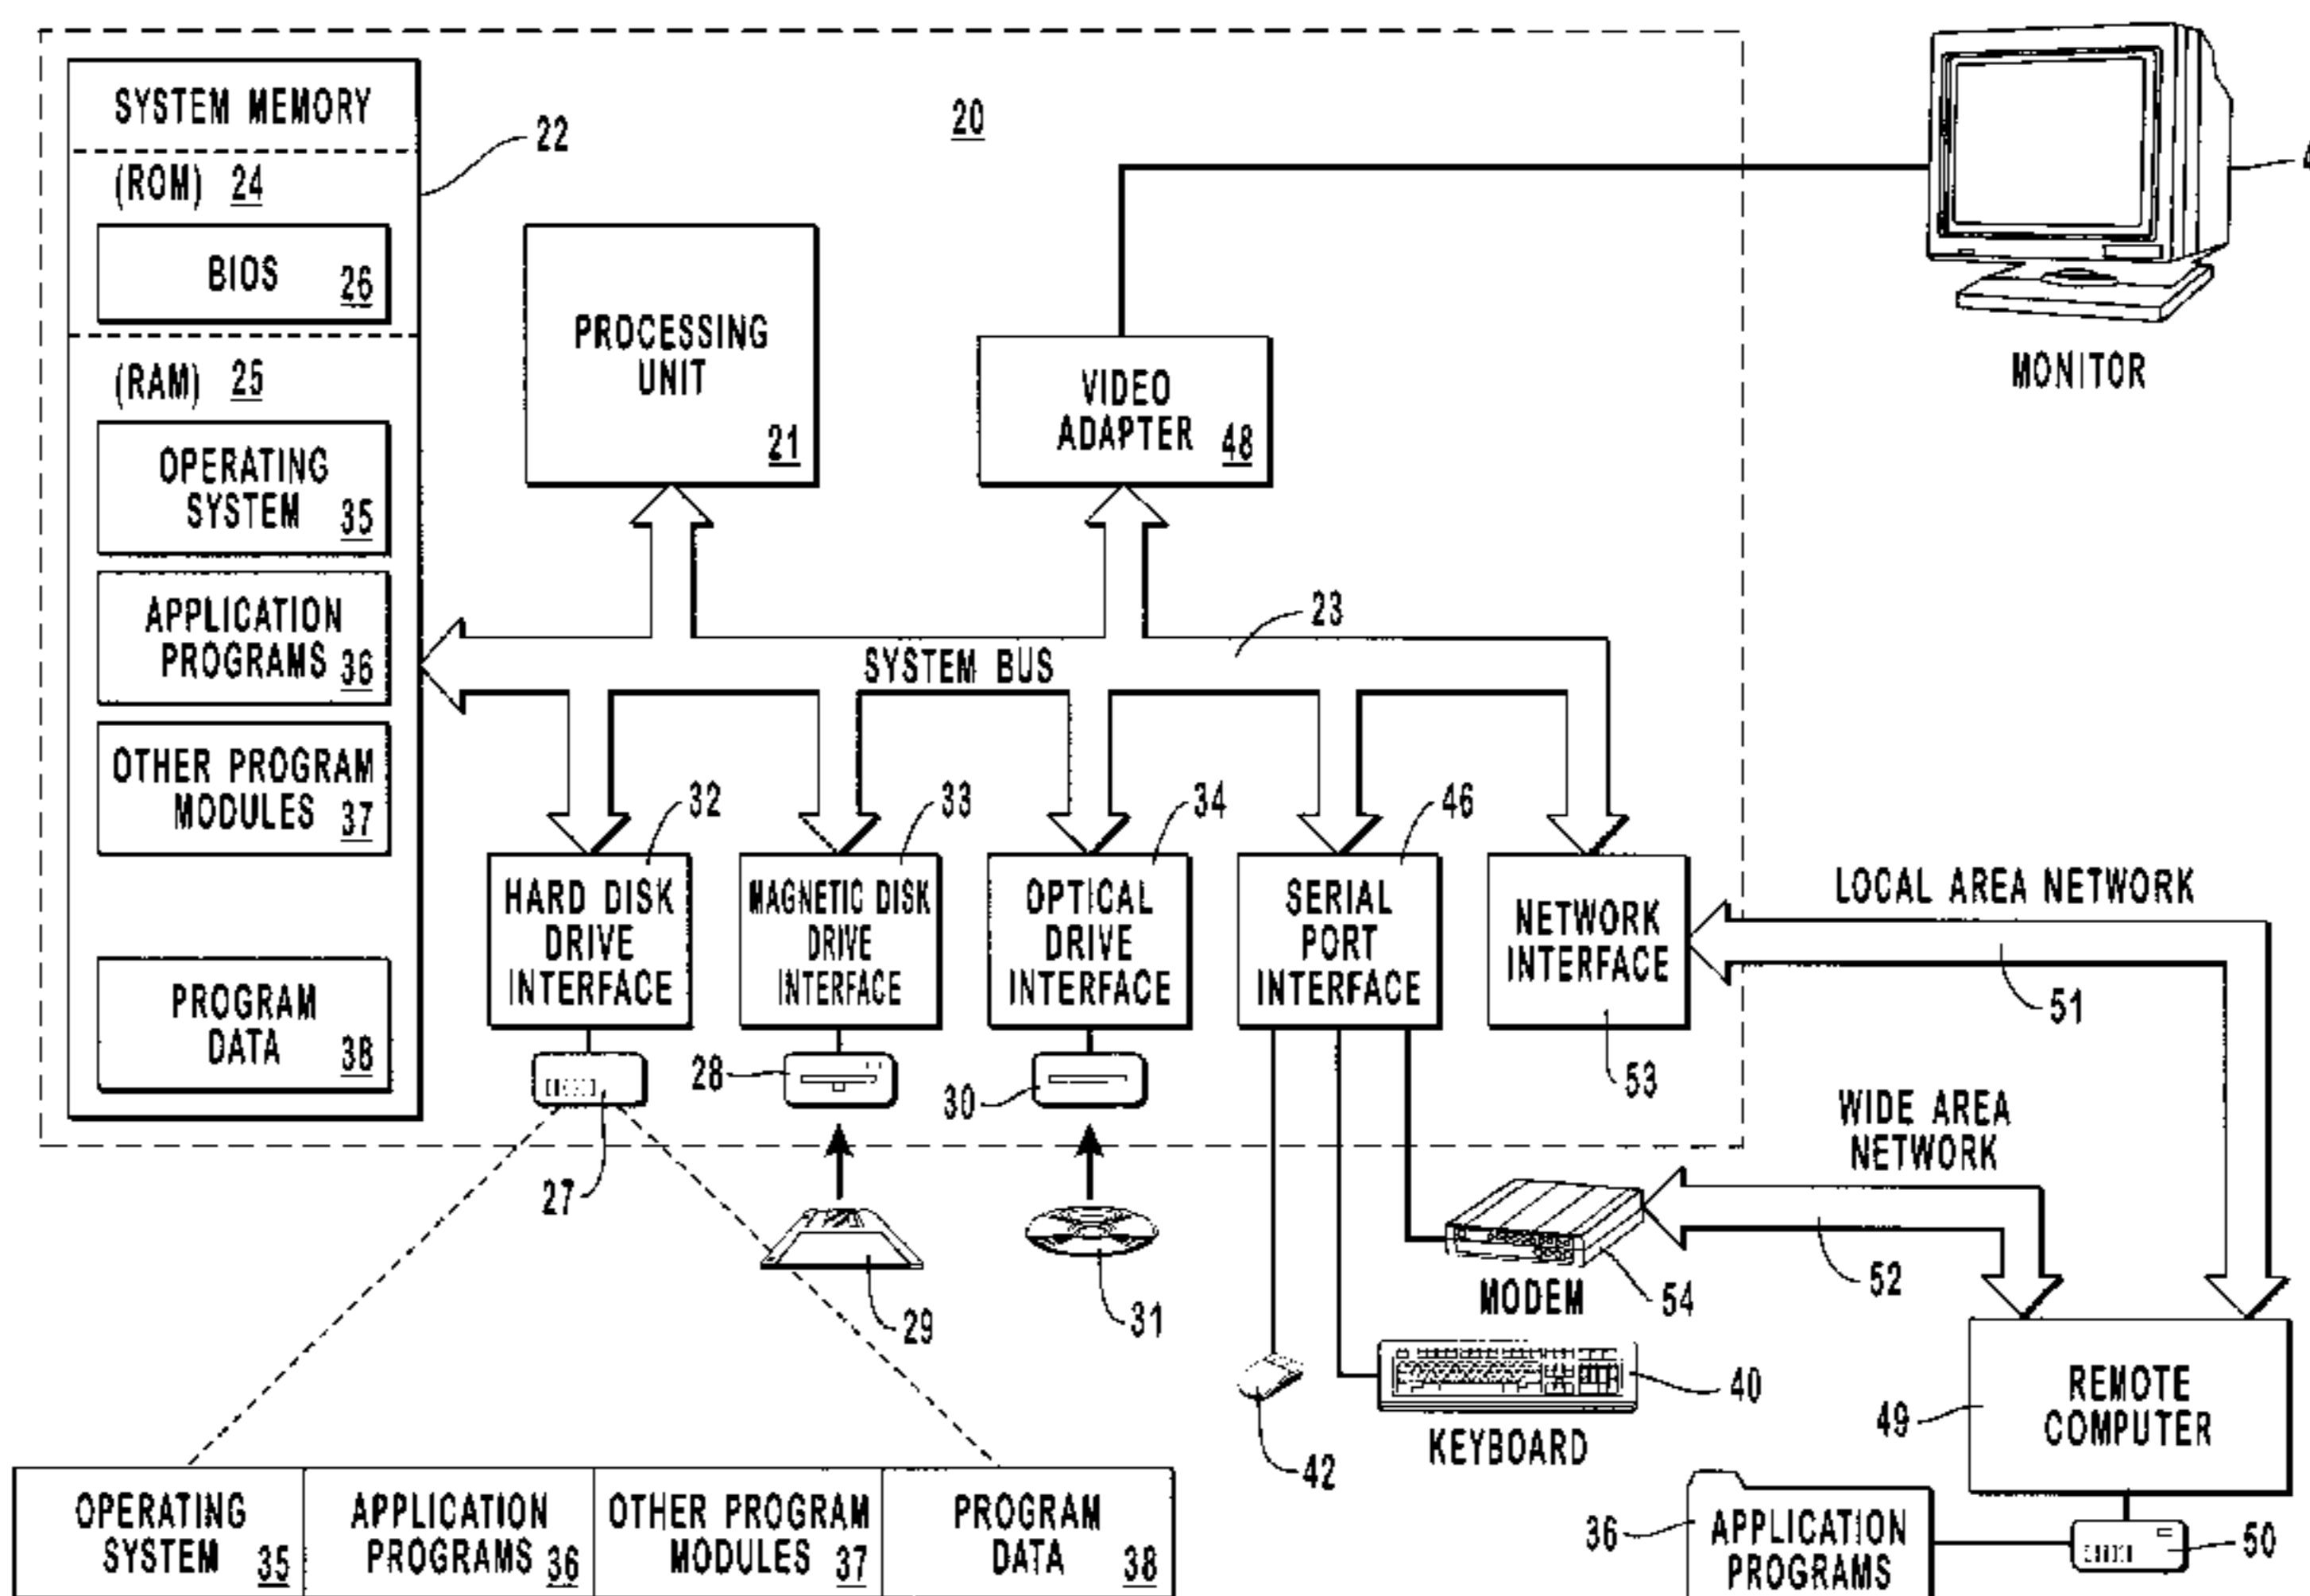 SYSTEM MEMORY
22
20
(ROM) 24
BIOS 26
PROCESSING
UNIT
21
VIDEO
ADAPTER 48
MONITOR
4
(RAM) 25
OPERATING
SYSTEM 35
APPLICATION
PROGRAMS 36
OTHER PROGRAM
MODULES 37
PROGRAM
DATA 38
SYSTEM BUS
23
32
33
34
46
HARD DISK
DRIVE
INTERFACE
MAGNETIC DISK
DRIVE
INTERFACE
OPTICAL
DRIVE
INTERFACE
SERIAL
PORT
INTERFACE
NETWORK
INTERFACE
53
LOCAL AREA NETWORK
51
27
28
30
29
31
WIDE AREA
NETWORK
52
MODEM
54
42
40
KEYBOARD
49
REMOTE
COMPUTER
OPERATING
SYSTEM 35
APPLICATION
PROGRAMS 36
OTHER PROGRAM
MODULES 37
PROGRAM
DATA 38
36
APPLICATION
PROGRAMS
50